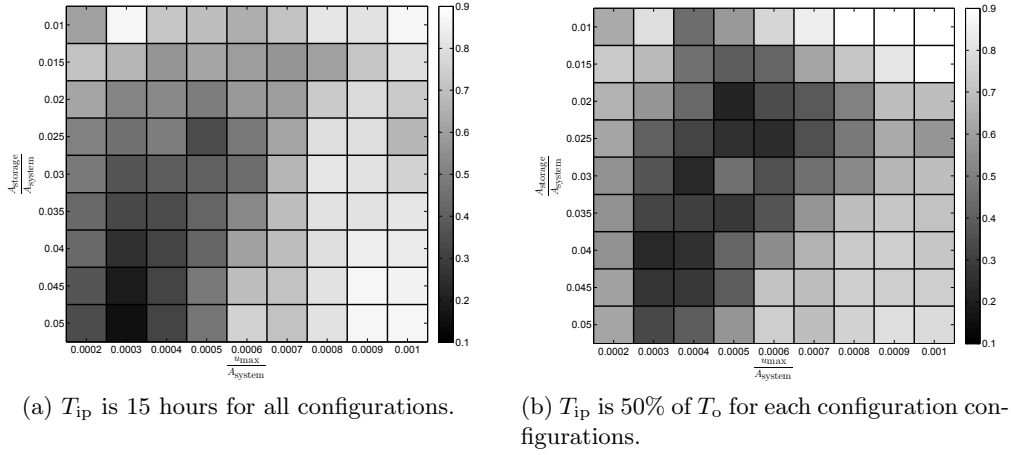 0.01
0.015
0.02
0.025
0.03
0.035
0.04
0.045
0.05
A_storage
A_system
0.0002 0.0003 0.0004 0.0005 0.0006 0.0007 0.0008 0.0009 0.001
u_max
A_system
0.9
0.8
0.7
0.6
0.5
0.4
0.3
0.2
0.1
(a) T_ip is 15 hours for all configurations.
0.01
0.015
0.02
0.025
0.03
0.035
0.04
0.045
0.05
A_storage
A_system
0.0002 0.0003 0.0004 0.0005 0.0006 0.0007 0.0008 0.0009 0.001
u_max
A_system
0.9
0.8
0.7
0.6
0.5
0.4
0.3
0.2
0.1
(b) T_ip is 50% of T_o for each configuration con-
figurations.